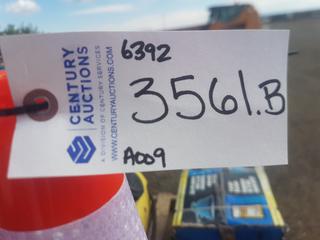 6392
3561.B
A009
CENTURY
AUCTIONS
A DIVISION OF CENTURY SERVICES
WWW.CENTURYAUCTIONS.COM